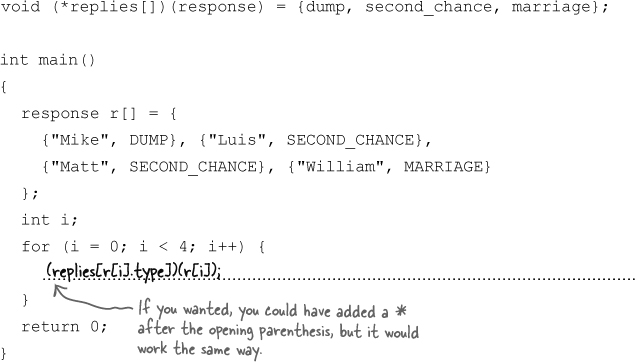 void (*replies[])(response) = {dump, second_chance, marriage};
int main()
{
response r[] = {
{"Mike", DUMP}, {"Luis", SECOND_CHANCE},
{"Matt", SECOND_CHANCE}, {"William", MARRIAGE}
};
int i;
for (i = 0; i < 4; i++) {
(replies[r[i].type])(r[i]);
}
If you wanted, you could have added a *
after the opening parenthesis, but it would
work the same way.
return 0;
}